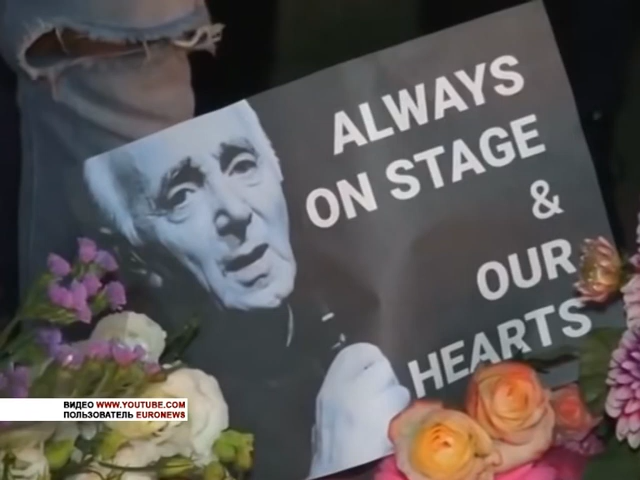 ALWAYS
ON STAGE
&
OUR
HEARTS
ВИДЕО WWW.YOUTUBE.COM
ПОЛЬЗОВАТЕЛЬ EURONEWS